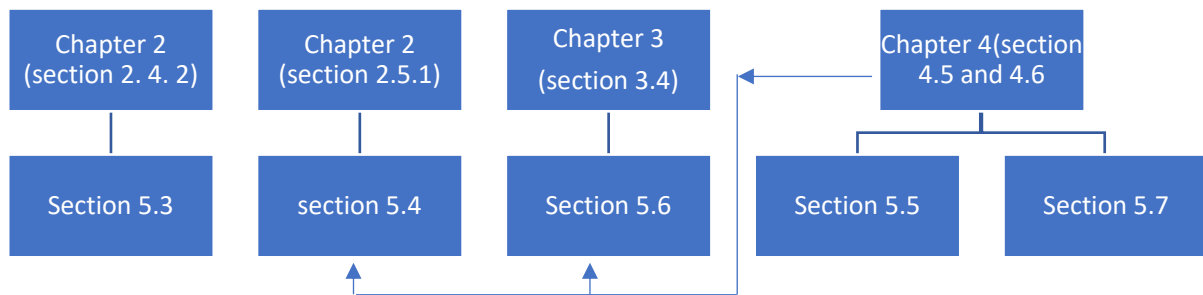 Chapter 2
(section 2. 4. 2)
Chapter 2
(section 2.5.1)
Chapter 3
(section 3.4)
Chapter 4(section
4.5 and 4.6
Section 5.3
section 5.4
Section 5.6
Section 5.5
Section 5.7